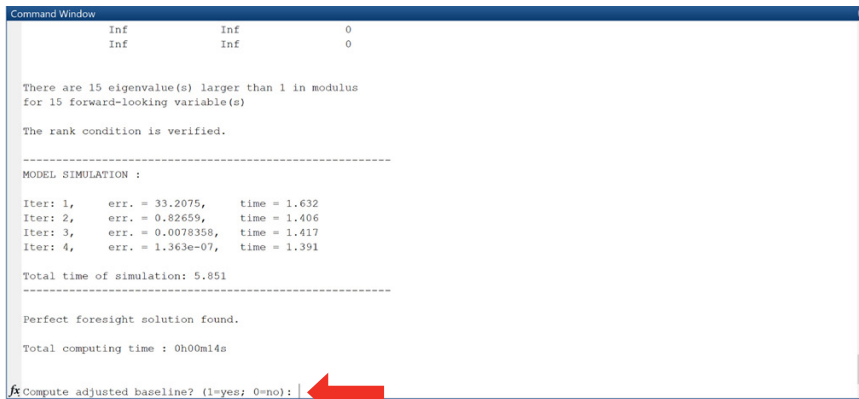 Command Window
Inf Inf 0
Inf Inf 0
There are 15 eigenvalue(s) larger than 1 in modulus
for 15 forward-looking variable(s)
The rank condition is verified.
--------------------------------------------------------
MODEL SIMULATION :
Iter: 1, err. = 33.2075, time = 1.632
Iter: 2, err. = 0.82659, time = 1.406
Iter: 3, err. = 0.0078358, time = 1.417
Iter: 4, err. = 1.363e-07, time = 1.391
Total time of simulation: 5.851
--------------------------------------------------------
Perfect foresight solution found.
Total computing time : 0h00m14s
fx Compute adjusted baseline? (1=yes; 0=no):